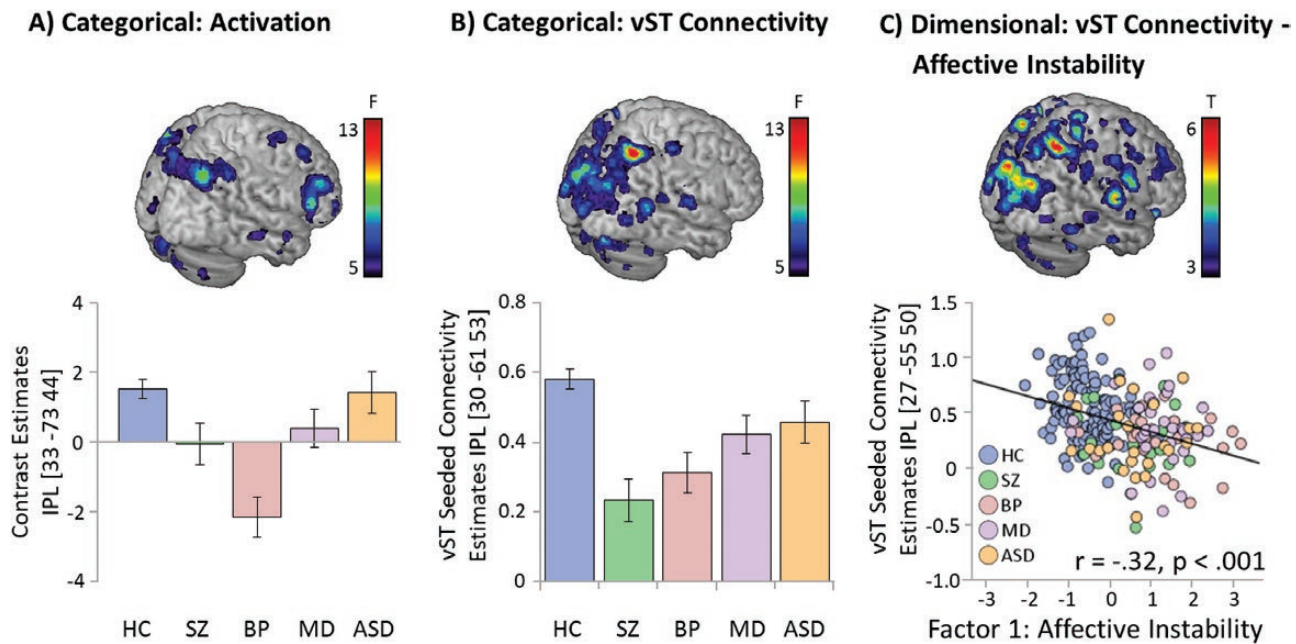 A) Categorical: Activation
B) Categorical: vST Connectivity
C) Dimensional: vST Connectivity -
Affective Instability
F
13
5
F
13
5
T
6
3
Contrast Estimates
IPL [33 -73 44]
4
2
0
-2
-4
HC SZ BP MD ASD
vST Seeded Connectivity
Estimates IPL [30 -61 53]
0.8
0.6
0.4
0.2
0
HC SZ BP MD ASD
vST Seeded Connectivity
Estimates IPL [27 -55 50]
1.5
1.0
0.5
0
-0.5
-1.0
HC
SZ
BP
MD
ASD
r = -.32, p < .001
-3 -2 -1 0 1 2 3
Factor 1: Affective Instability